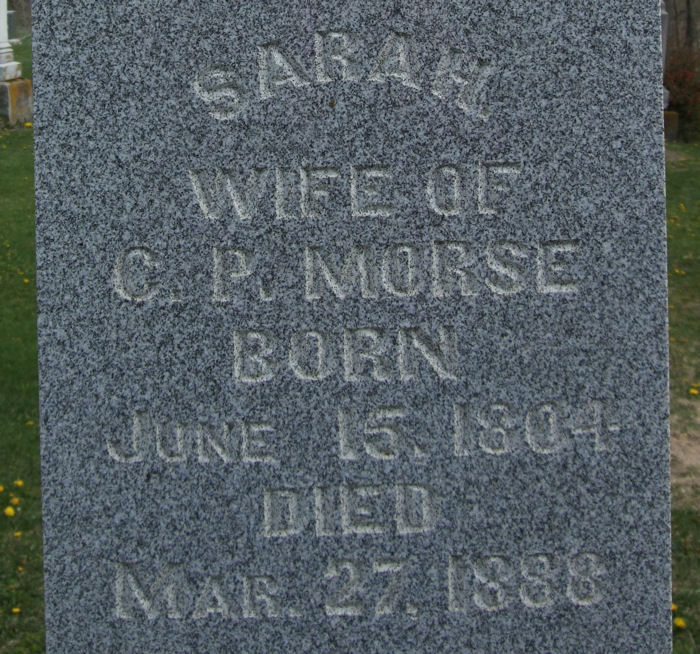 SARAH,
WIFE OF
C. P. MORSE
BORN
JUNE 15, 1804
DIED
MAR. 27, 1888